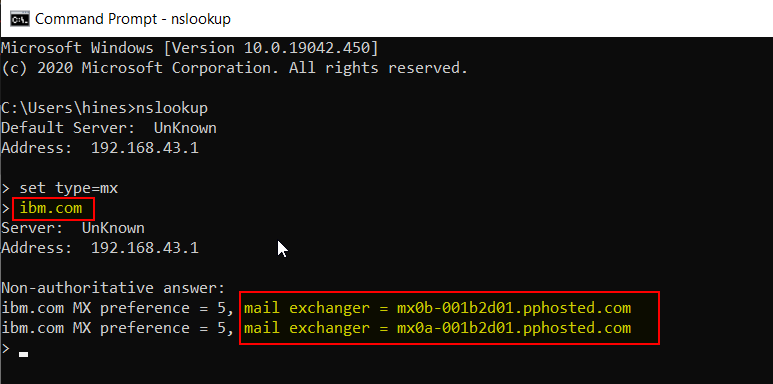 Command Prompt - nslookup
Microsoft Windows [Version 10.0.19042.450]
(c) 2020 Microsoft Corporation. All rights reserved.
C:\Users\hines>nslookup
Default Server:  UnKnown
Address:  192.168.43.1
> set type=mx
> ibm.com
Server:  UnKnown
Address:  192.168.43.1
Non-authoritative answer:
ibm.com MX preference = 5, mail exchanger = mx0b-001b2d01.pphosted.com
ibm.com MX preference = 5, mail exchanger = mx0a-001b2d01.pphosted.com
>